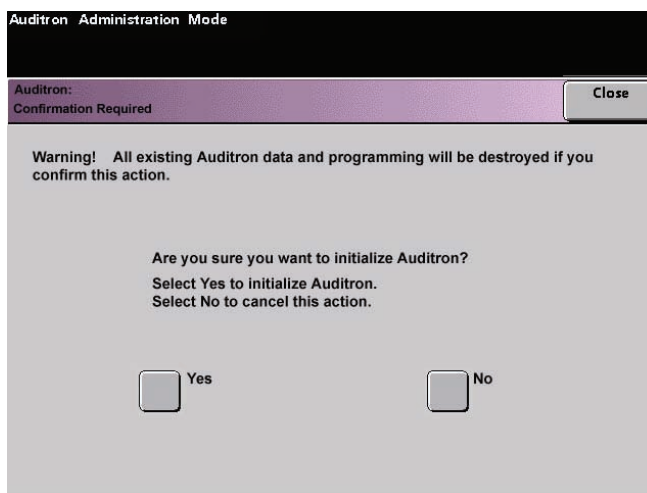 Auditron Administration Mode
Auditron:
Confirmation Required
Close
Warning! All existing Auditron data and programming will be destroyed if you
confirm this action.
Are you sure you want to initialize Auditron?
Select Yes to initialize Auditron.
Select No to cancel this action.
Yes
No